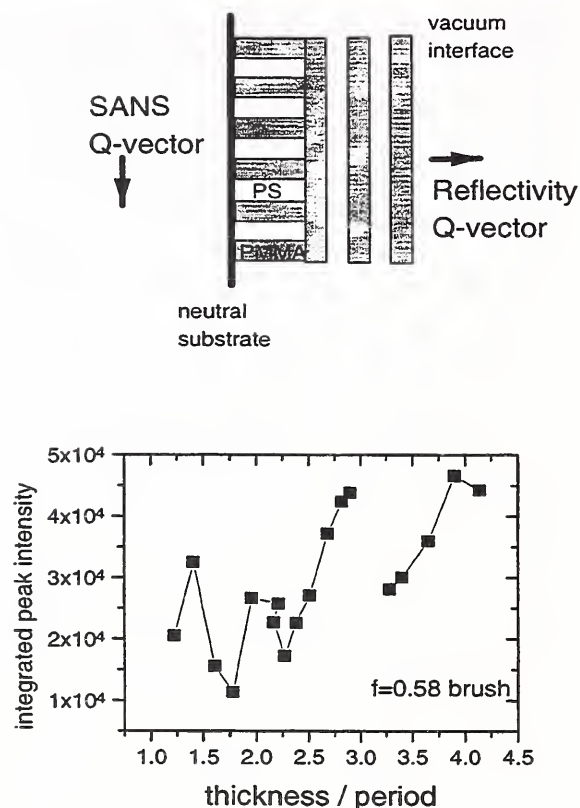 vacuum
interface
SANS
Q-vector
PS
Reflectivity
Q-vector
PMMA
neutral
substrate
5x10⁴
4x10⁴
3x10⁴
2x10⁴
1x10⁴
integrated peak intensity
f=0.58 brush
1.0 1.5 2.0 2.5 3.0 3.5 4.0 4.5
thickness / period